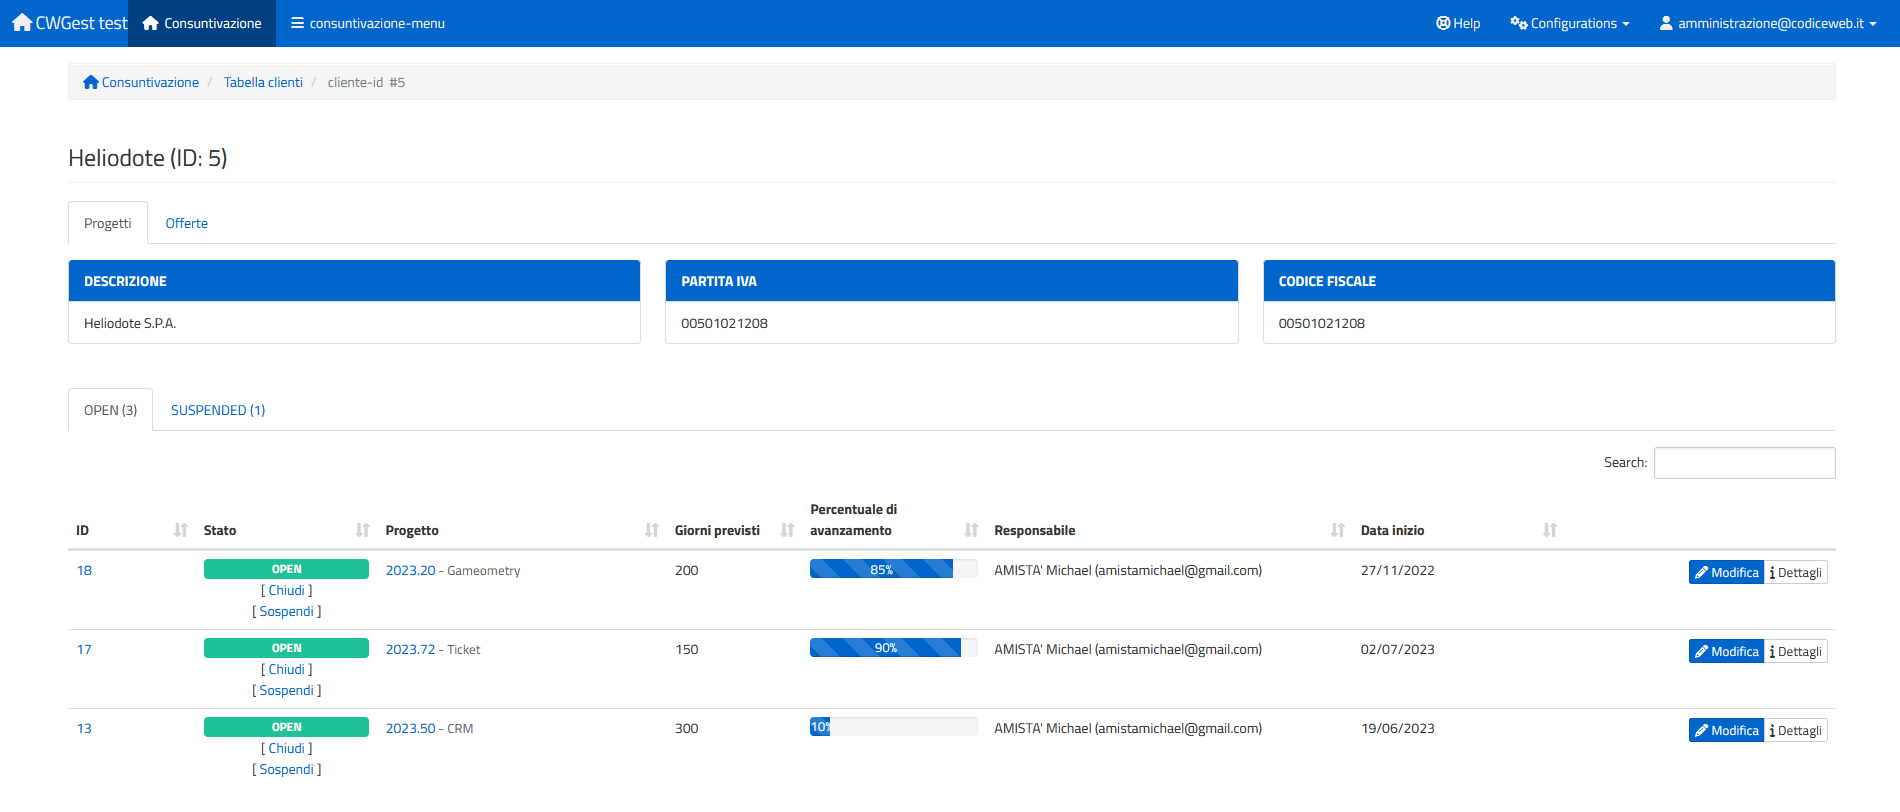 CWGest test Consuntivazione consuntivazione-menu Help Configurations amministrazione@codiceweb.it
Consuntivazione / Tabella clienti / cliente-id #5
Heliodote (ID: 5)
Progetti Offerte
DESCRIZIONE PARTITA IVA CODICE FISCALE
Heliodote S.P.A. 00501021208 00501021208
OPEN (3) SUSPENDED (1)
Search:
Percentuale di
ID Stato Progetto Giorni previsti avanzamento Responsabile Data inizio
18 OPEN 2023.20 - Gameometry 200 85% AMISTA' Michael (amistamichael@gmail.com) 27/11/2022 Modifica Dettagli
[ Chiudi ]
[ Sospendi ]
17 OPEN 2023.72 - Ticket 150 90% AMISTA' Michael (amistamichael@gmail.com) 02/07/2023 Modifica Dettagli
[ Chiudi ]
[ Sospendi ]
13 OPEN 2023.50 - CRM 300 10% AMISTA' Michael (amistamichael@gmail.com) 19/06/2023 Modifica Dettagli
[ Chiudi ]
[ Sospendi ]